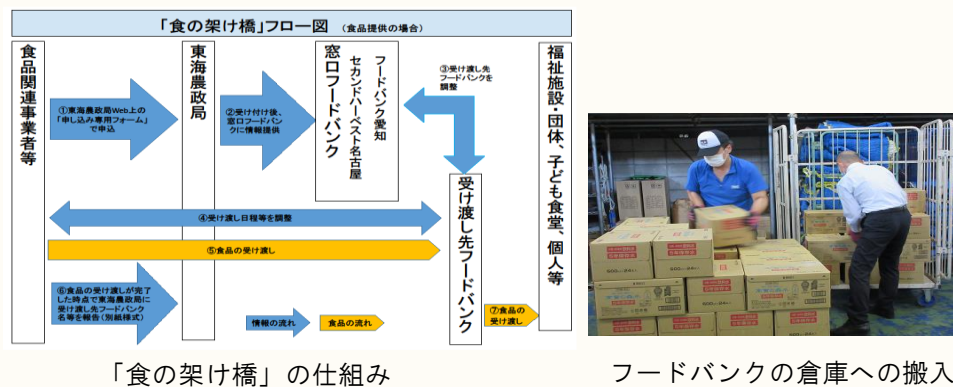 「食の架け橋」フロー図 (食品提供の場合)
食品関連事業者等
①東海農政局Web上の
「申し込み専用フォーム」
で申込
東海農政局
②受け付け後、
窓口フードバン
クに情報提供
窓口フードバンク
フードバンク愛知
セカンドハーベスト名古屋
③受け渡し先
フードバンクを
調整
受け渡し先フードバンク
福祉施設・団体、子ども食堂、個人等
④受け渡し日程等を調整
⑤食品の受け渡し
⑥食品の受け渡しが完了
した時点で東海農政局に
受け渡し先フードバンク
名等を報告(別紙様式)
情報の流れ
食品の流れ
⑦食品の
受け渡し
「食の架け橋」の仕組み
フードバンクの倉庫への搬入